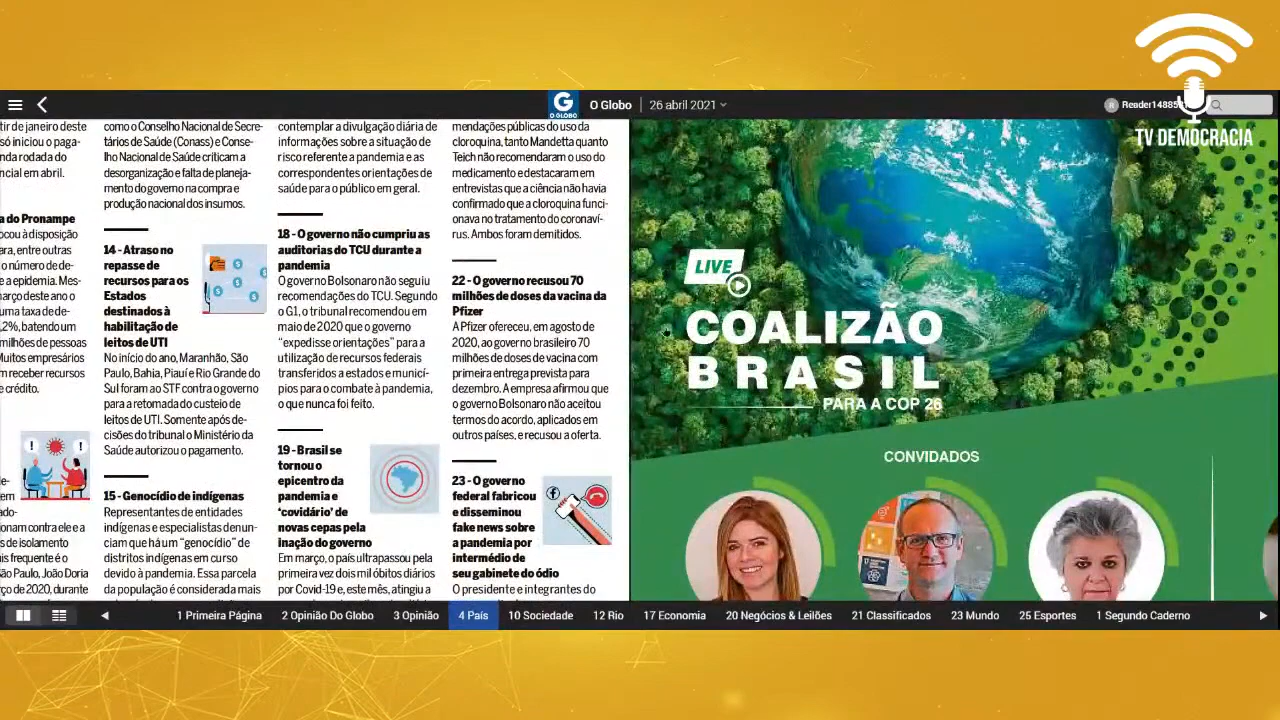 TV DEMOCRACIA
G
O GLOBO
O Globo
26 abril 2021
R
tir de janeiro deste
só iniciou o paga-
nda rodada do
ncial em abril.
a do Pronampe
ocou à disposição
ara, entre outras
o número de de-
a epidemia. Mes-
arço deste ano o
uma taxa de de-
,2%, batendo um
milhões de pessoas
Muitos empresários
n receber recursos
e crédito.
ionam contra ele e a
s de isolamento
is frequente é o
São Paulo, João Doria
ço de 2020, durante
como o Conselho Nacional de Secre-
tários de Saúde (Conass) e Conse-
lho Nacional de Saúde criticam a
desorganização e falta de planeja-
mento do governo na compra e
produção nacional dos insumos.
14 - Atraso no
repasse de
recursos para os
Estados
destinados à
habilitação de
leitos de UTI
No início do ano, Maranhão, São
Paulo, Bahia, Piauí e Rio Grande do
Sul foram ao STF contra o governo
para a retomada do custeio de
leitos de UTI. Somente após de-
cisões do tribunal o Ministério da
Saúde autorizou o pagamento.
15 - Genocídio de indígenas
Representantes de entidades
indígenas e especialistas denun-
ciam que há um “genocídio” de
distritos indígenas em curso
devido à pandemia. Essa parcela
da população é considerada mais
contemplar a divulgação diária de
informações sobre a situação de
risco referente a pandemia e as
correspondentes orientações de
saúde para o público em geral.
18 - O governo não cumpriu as
auditorias do TCU durante a
pandemia
O governo Bolsonaro não seguiu
recomendações do TCU. Segundo
o G1, o tribunal recomendou em
maio de 2020 que o governo
“expedisse orientações” para a
utilização de recursos federais
transferidos a estados e municí-
pios para o combate à pandemia,
o que nunca foi feito.
19 - Brasil se
tornou o
epicentro da
pandemia e
‘covidário’ de
novas cepas pela
inação do governo
Em março, o país ultrapassou pela
primeira vez dois mil óbitos diários
por Covid-19 e, este mês, atingiu a
mendações públicas do uso da
cloroquina, tanto Mandetta quanto
Teich não recomendaram o uso do
medicamento e destacaram em
entrevistas que a ciência não havia
confirmado que a cloroquina funci-
onava no tratamento do coronaví-
rus. Ambos foram demitidos.
22 - O governo recusou 70
milhões de doses da vacina da
Pfizer
A Pfizer ofereceu, em agosto de
2020, ao governo brasileiro 70
milhões de doses de vacina com
primeira entrega prevista para
dezembro. A empresa afirmou que
o governo Bolsonaro não aceitou
termos do acordo, aplicados em
outros países, e recusou a oferta.
23 - O governo
federal fabricou
e disseminou
fake news sobre
a pandemia por
intermédio de
seu gabinete do ódio
O presidente e integrantes do
LIVE
COALIZÃO
BRASIL
PARA A COP 26
CONVIDADOS
1 Primeira Página
2 Opinião Do Globo
3 Opinião
4 País
10 Sociedade
12 Rio
17 Economia
20 Negócios & Leilões
21 Classificados
23 Mundo
25 Esportes
1 Segundo Caderno